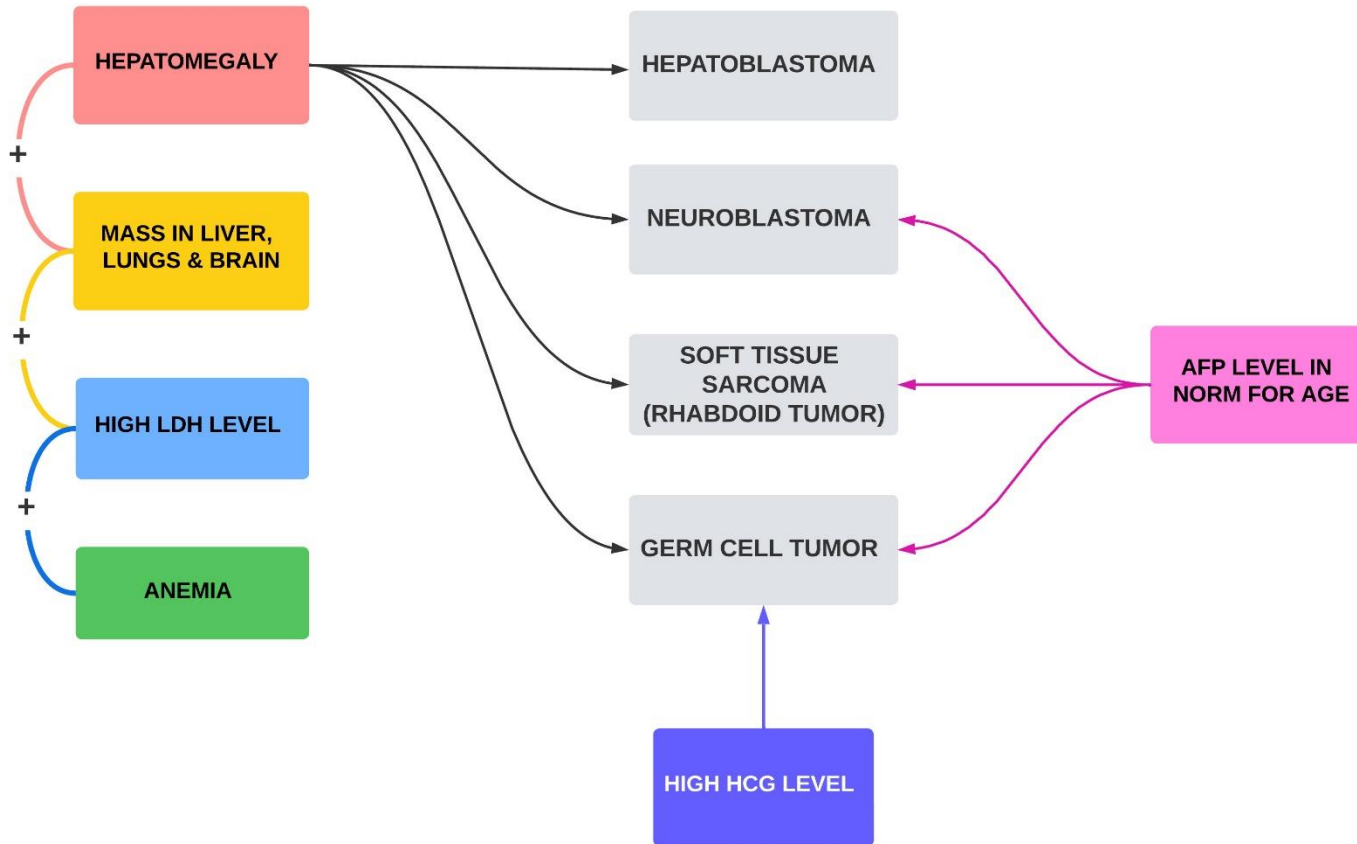 HEPATOMEGALY
+
MASS IN LIVER,
LUNGS & BRAIN
+
HIGH LDH LEVEL
+
ANEMIA
HEPATOBLASTOMA
NEUROBLASTOMA
SOFT TISSUE
SARCOMA
(RHABDOID TUMOR)
GERM CELL TUMOR
HIGH HCG LEVEL
AFP LEVEL IN
NORM FOR AGE